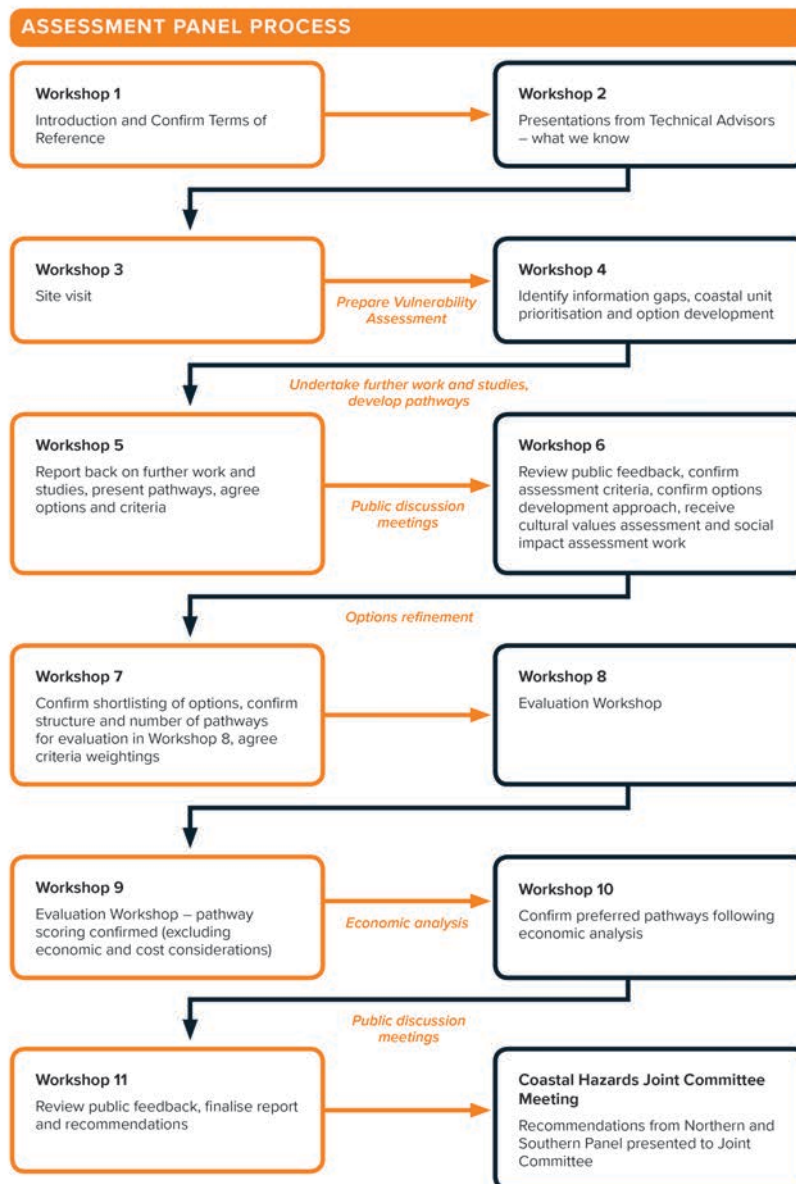 ASSESSMENT PANEL PROCESS
Workshop 1
Introduction and Confirm Terms of
Reference
Workshop 2
Presentations from Technical Advisors
– what we know
Workshop 3
Site visit
Prepare Vulnerability
Assessment
Workshop 4
Identify information gaps, coastal unit
prioritisation and option development
Undertake further work and studies,
develop pathways
Workshop 5
Report back on further work and
studies, present pathways, agree
options and criteria
Public discussion
meetings
Workshop 6
Review public feedback, confirm
assessment criteria, confirm options
development approach, receive
cultural values assessment and social
impact assessment work
Options refinement
Workshop 7
Confirm shortlisting of options, confirm
structure and number of pathways
for evaluation in Workshop 8, agree
criteria weightings
Workshop 8
Evaluation Workshop
Workshop 9
Evaluation Workshop – pathway
scoring confirmed (excluding
economic and cost considerations)
Economic analysis
Workshop 10
Confirm preferred pathways following
economic analysis
Public discussion
meetings
Workshop 11
Review public feedback, finalise report
and recommendations
Coastal Hazards Joint Committee
Meeting
Recommendations from Northern and
Southern Panel presented to Joint
Committee